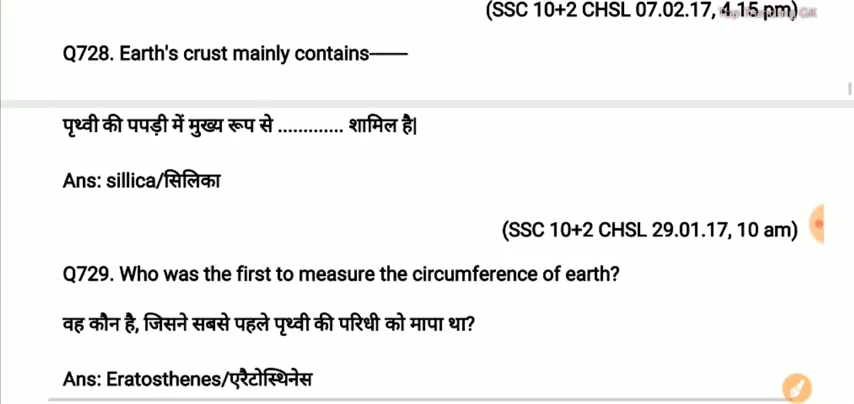 (SSC 10+2 CHSL 07.02.17, 4.15 pm)
Q728. Earth's crust mainly contains——
पृथ्वी की पपड़ी में मुख्य रूप से ............. शामिल है|
Ans: sillica/सिलिका
(SSC 10+2 CHSL 29.01.17, 10 am)
Q729. Who was the first to measure the circumference of earth?
वह कौन है, जिसने सबसे पहले पृथ्वी की परिधी को मापा था?
Ans: Eratosthenes/एरैटोस्थिनेस